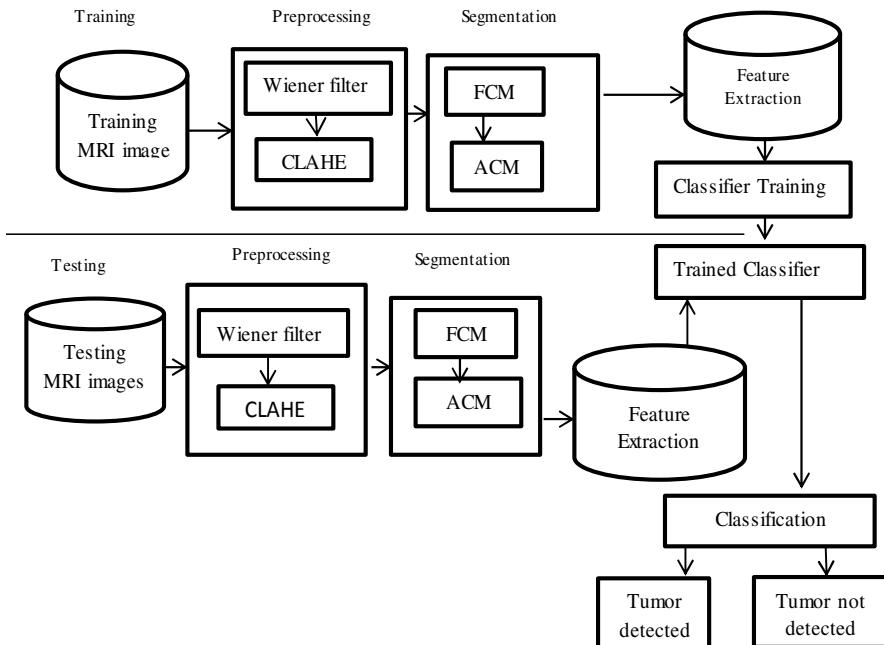 Training
Preprocessing
Segmentation
Training
MRI image
Wiener filter
CLAHE
FCM
ACM
Feature
Extraction
Classifier Training
Trained Classifier
Testing
Preprocessing
Segmentation
Testing
MRI images
Wiener filter
CLAHE
FCM
ACM
Feature
Extraction
Classification
Tumor
detected
Tumor not
detected